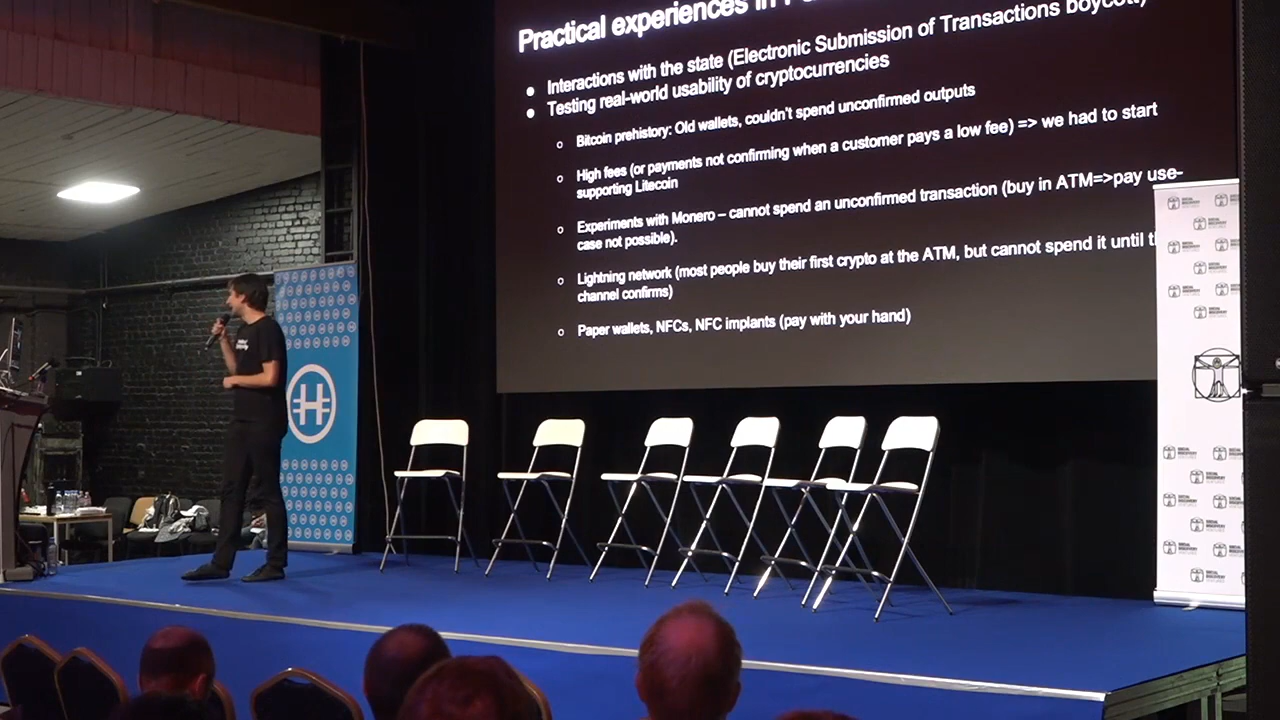 Practical experiences in
Interactions with the state (Electronic Submission of Transactions boycott)
Testing real-world usability of cryptocurrencies
Bitcoin prehistory: Old wallets, couldn't spend unconfirmed outputs
High fees (or payments not confirming when a customer pays a low fee) => we had to start
supporting Litecoin
Experiments with Monero – cannot spend an unconfirmed transaction (buy in ATM=>pay use-
case not possible).
Lightning network (most people buy their first crypto at the ATM, but cannot spend it until
channel confirms)
Paper wallets, NFCs, NFC implants (pay with your hand)
H
SOCIAL
DISCOVERY
VENTURES